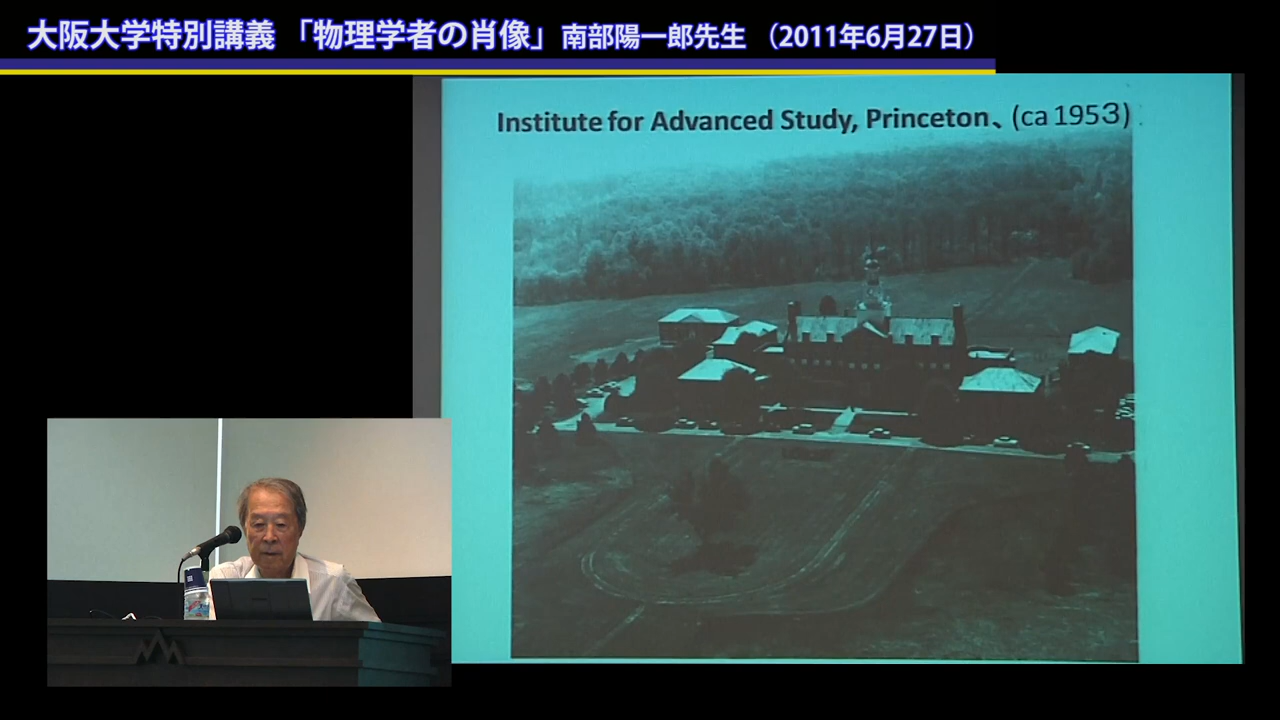 大阪大学特別講義 「物理学者の肖像」 南部陽一郎先生 （2011年6月27日）
Institute for Advanced Study, Princeton、(ca 1953)